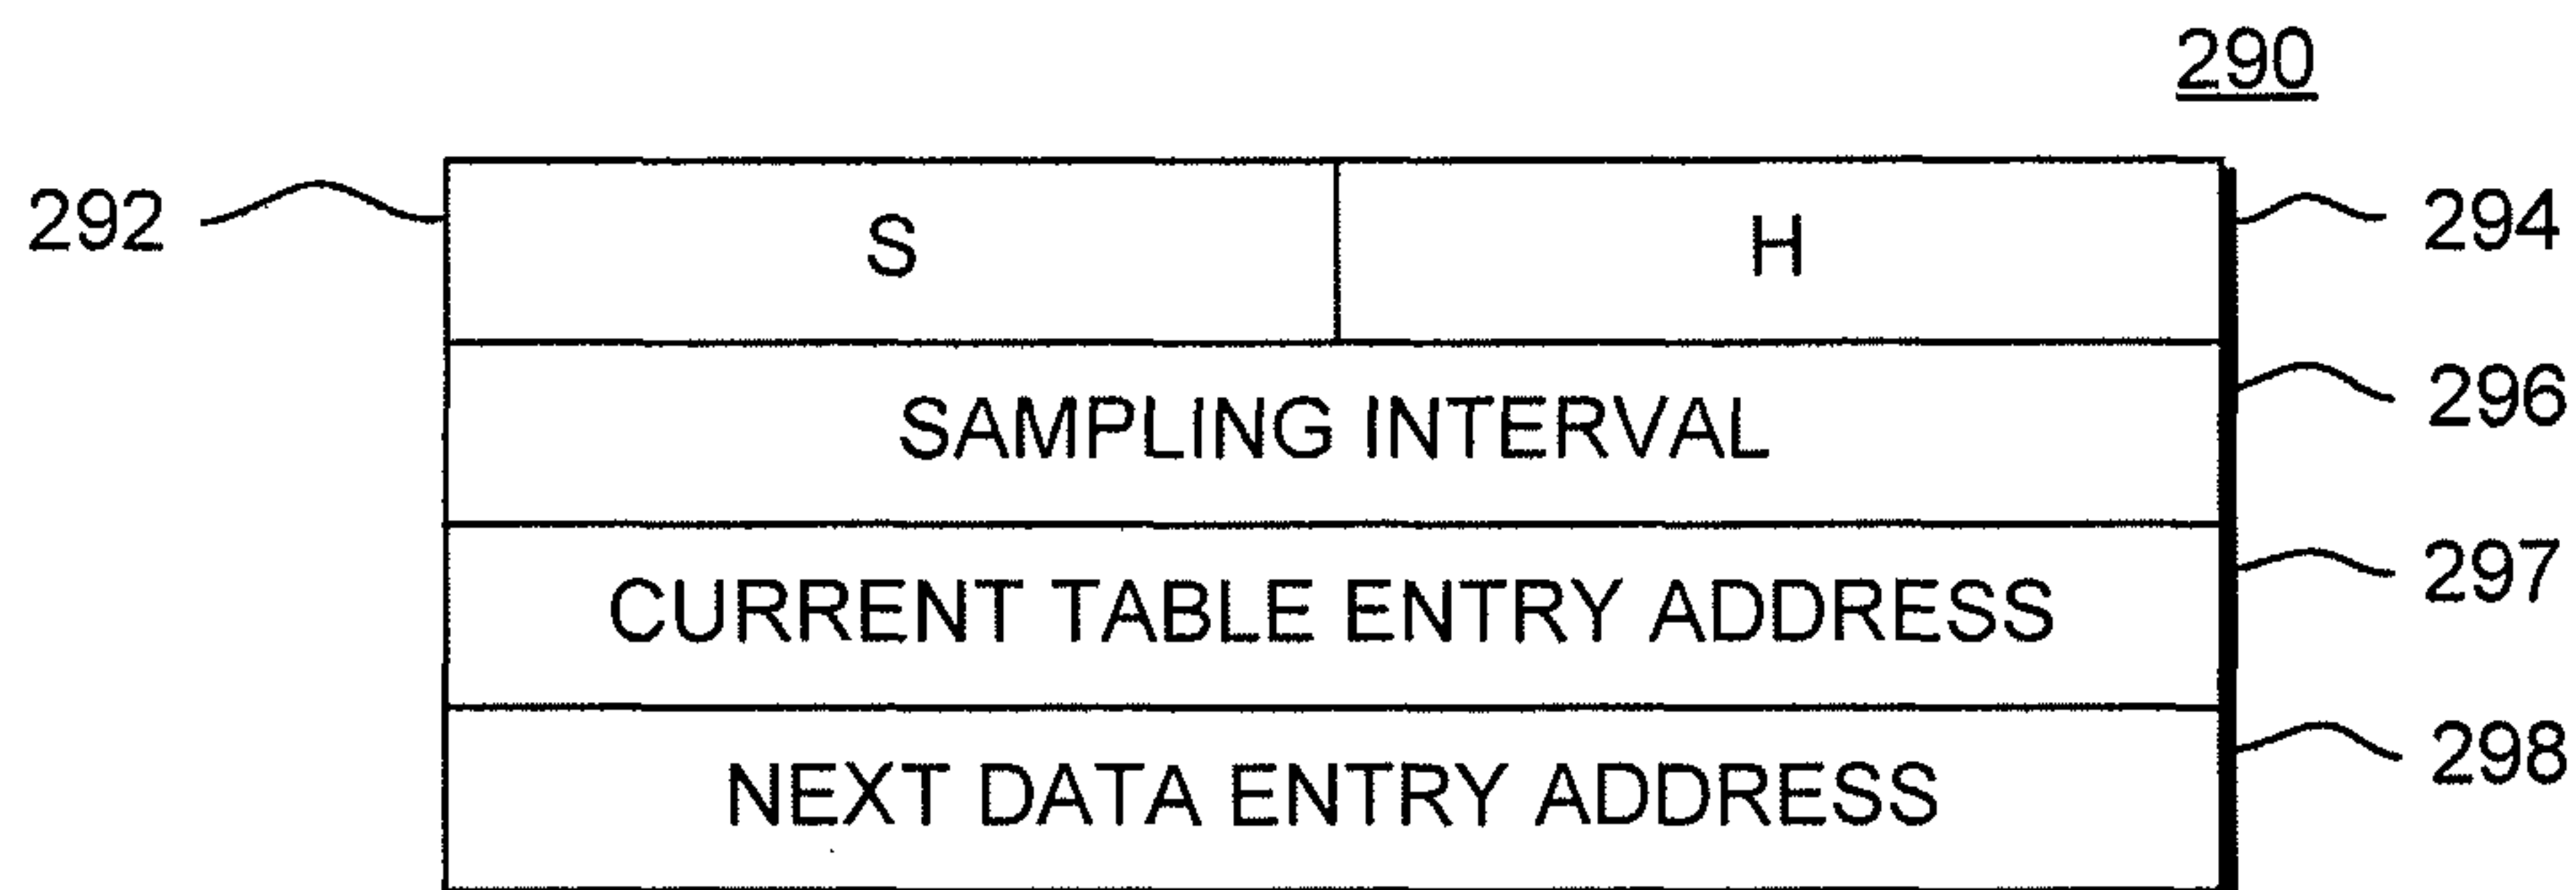 290
292 S H 294
SAMPLING INTERVAL 296
CURRENT TABLE ENTRY ADDRESS 297
NEXT DATA ENTRY ADDRESS 298